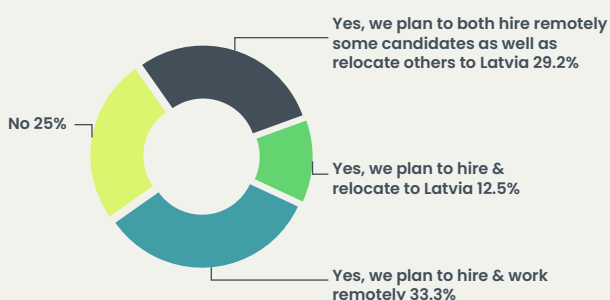 Yes, we plan to both hire remotely
some candidates as well as
relocate others to Latvia 29.2%
No 25%
Yes, we plan to hire &
relocate to Latvia 12.5%
Yes, we plan to hire & work
remotely 33.3%